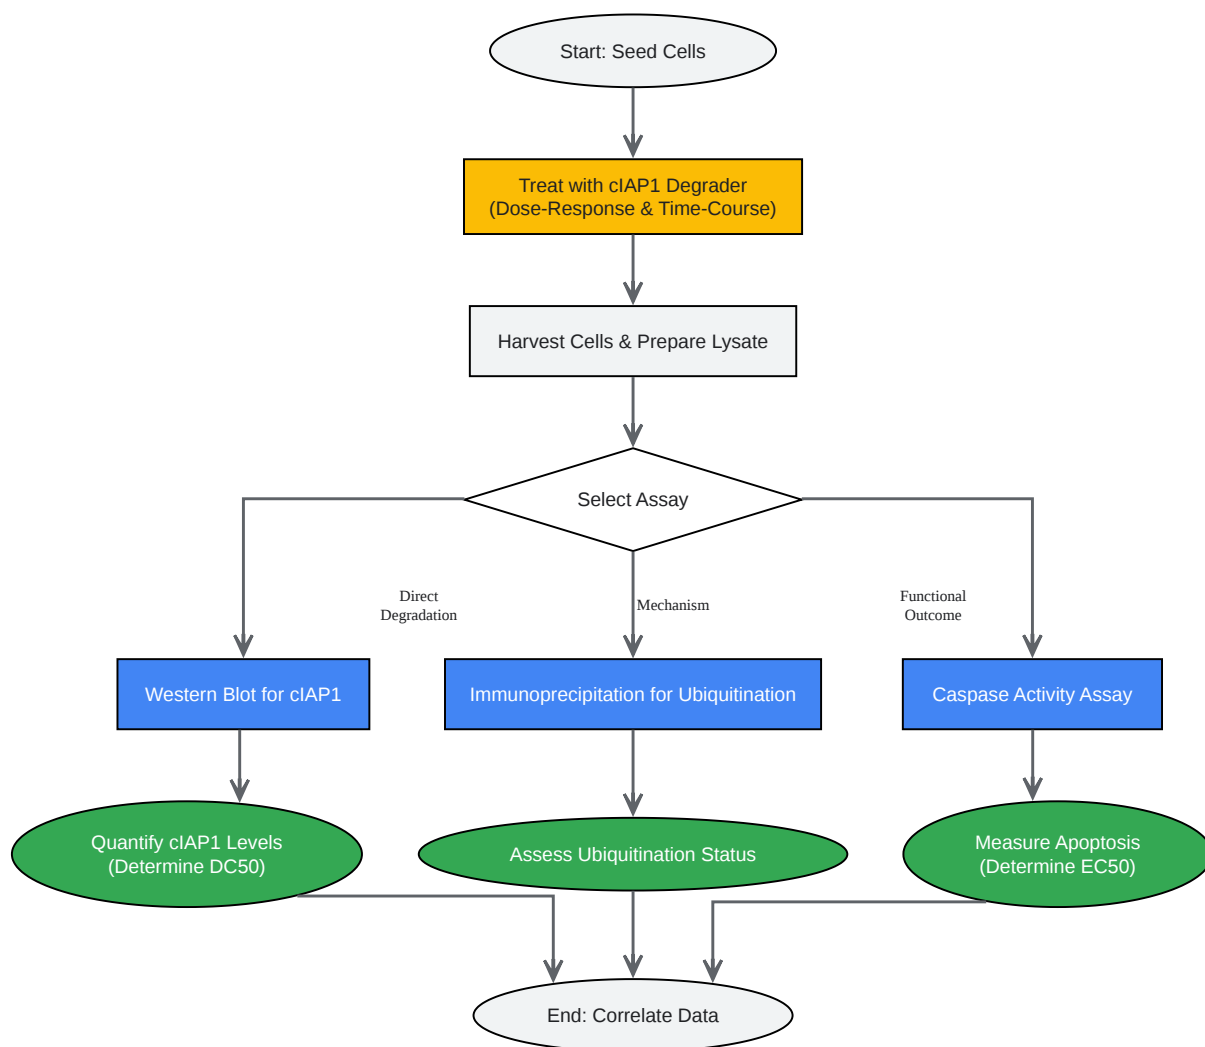 Start: Seed Cells
Treat with cIAP1 Degrader
(Dose-Response & Time-Course)
Harvest Cells & Prepare Lysate
Select Assay
Direct
Degradation
Mechanism
Functional
Outcome
Western Blot for cIAP1
Immunoprecipitation for Ubiquitination
Caspase Activity Assay
Quantify cIAP1 Levels
(Determine DC50)
Assess Ubiquitination Status
Measure Apoptosis
(Determine EC50)
End: Correlate Data